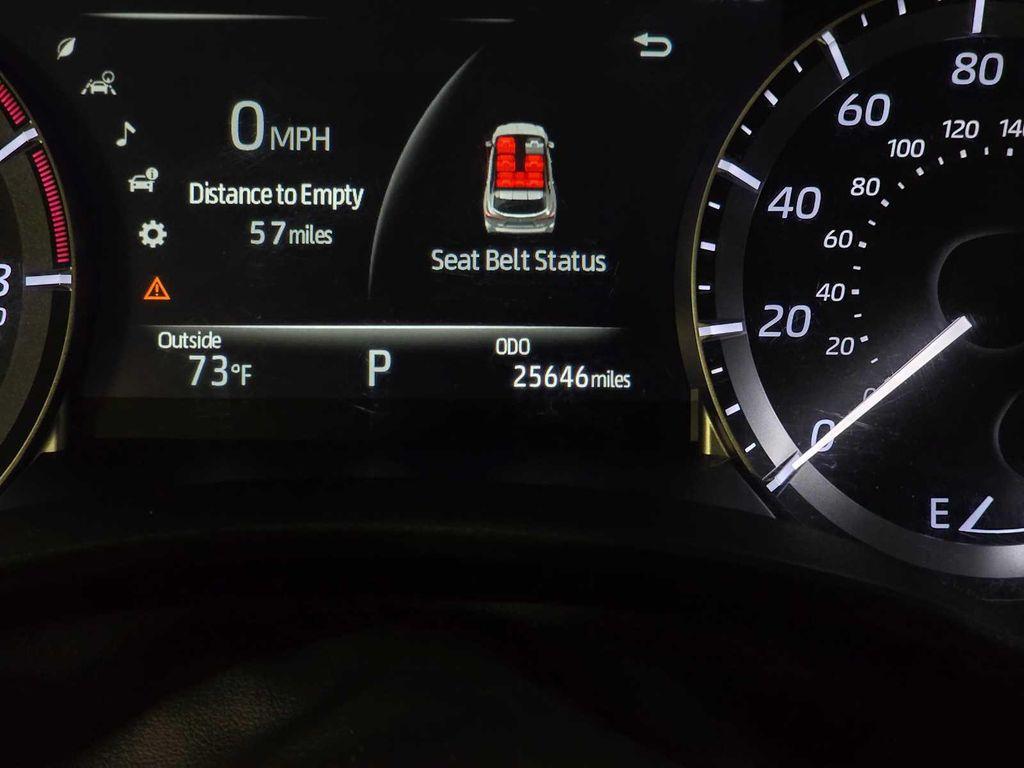 0 MPH
Distance to Empty
57 miles
Seat Belt Status
Outside
73°F
P
ODO
25646 miles
80
60
40
20
0
120
100
80
60
40
20
E